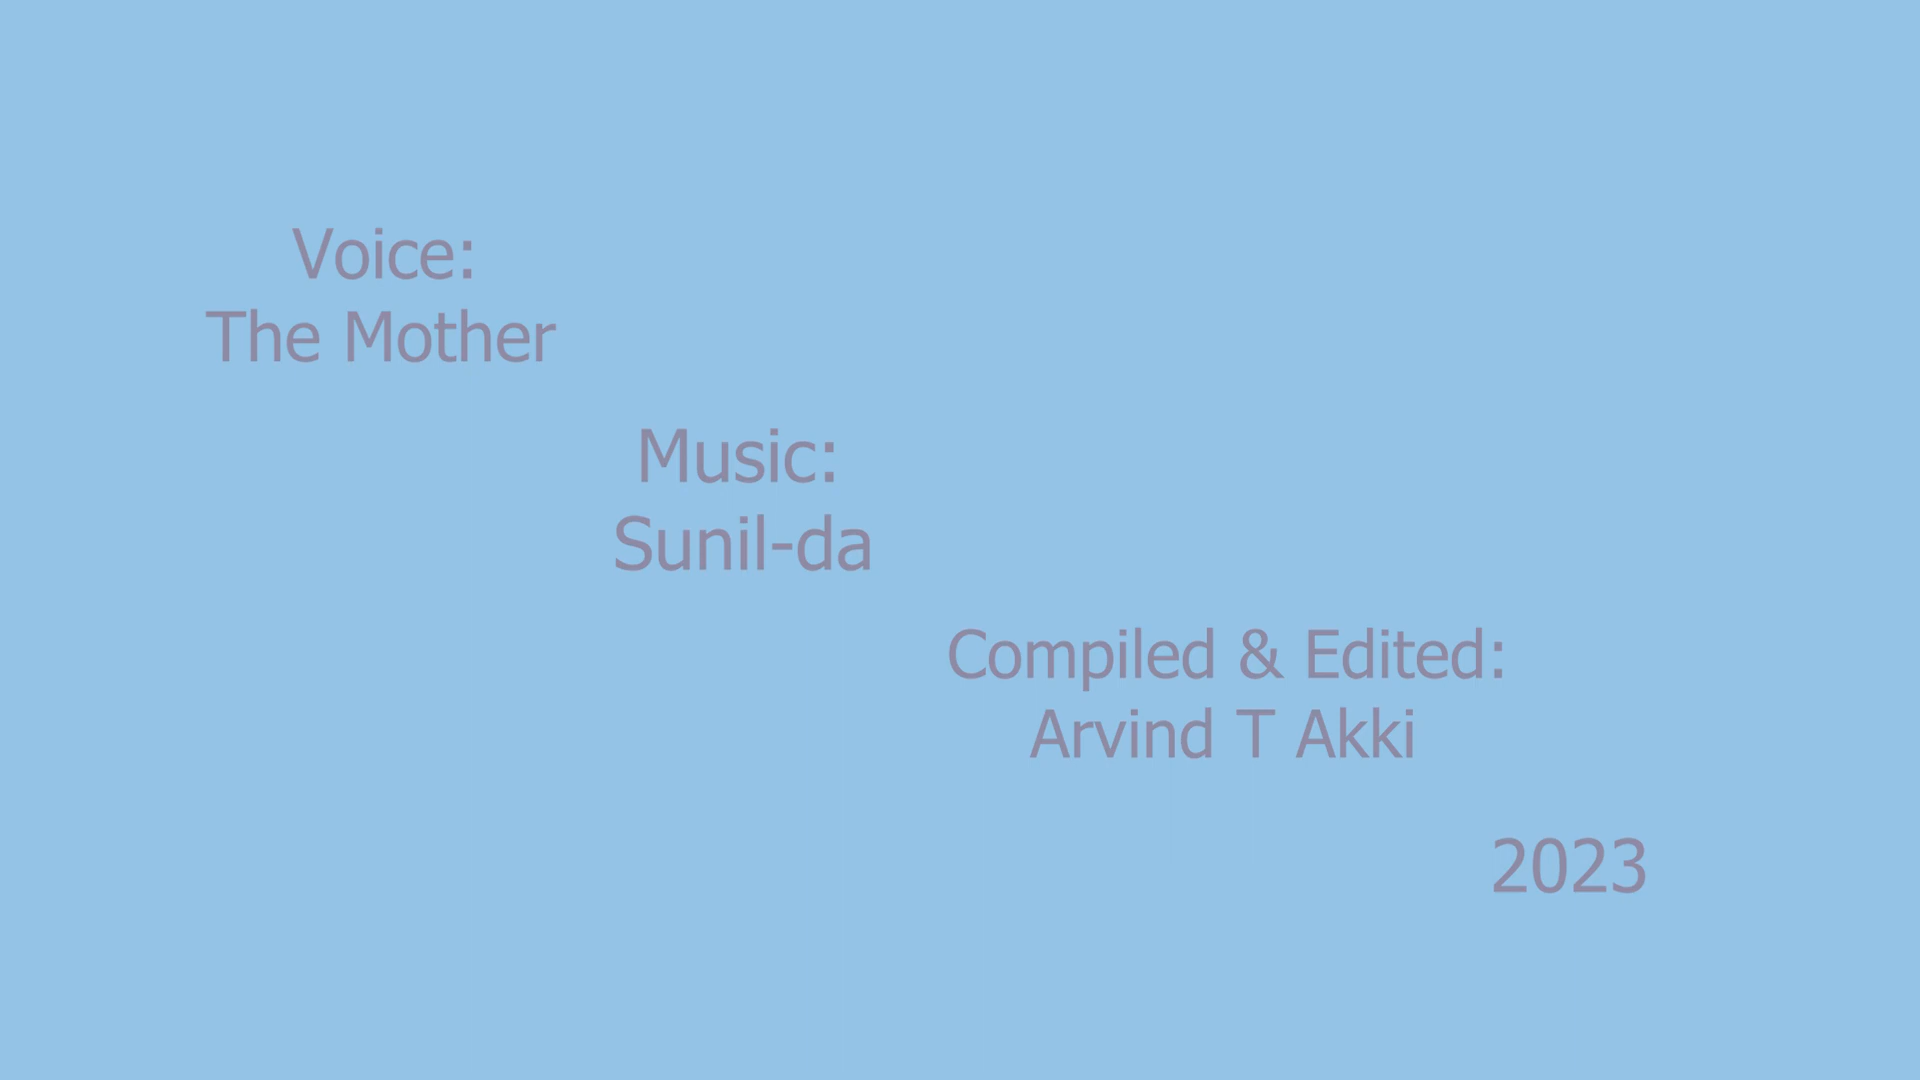 Voice:
The Mother
Music:
Sunil-da
Compiled & Edited:
Arvind T Akki
2023